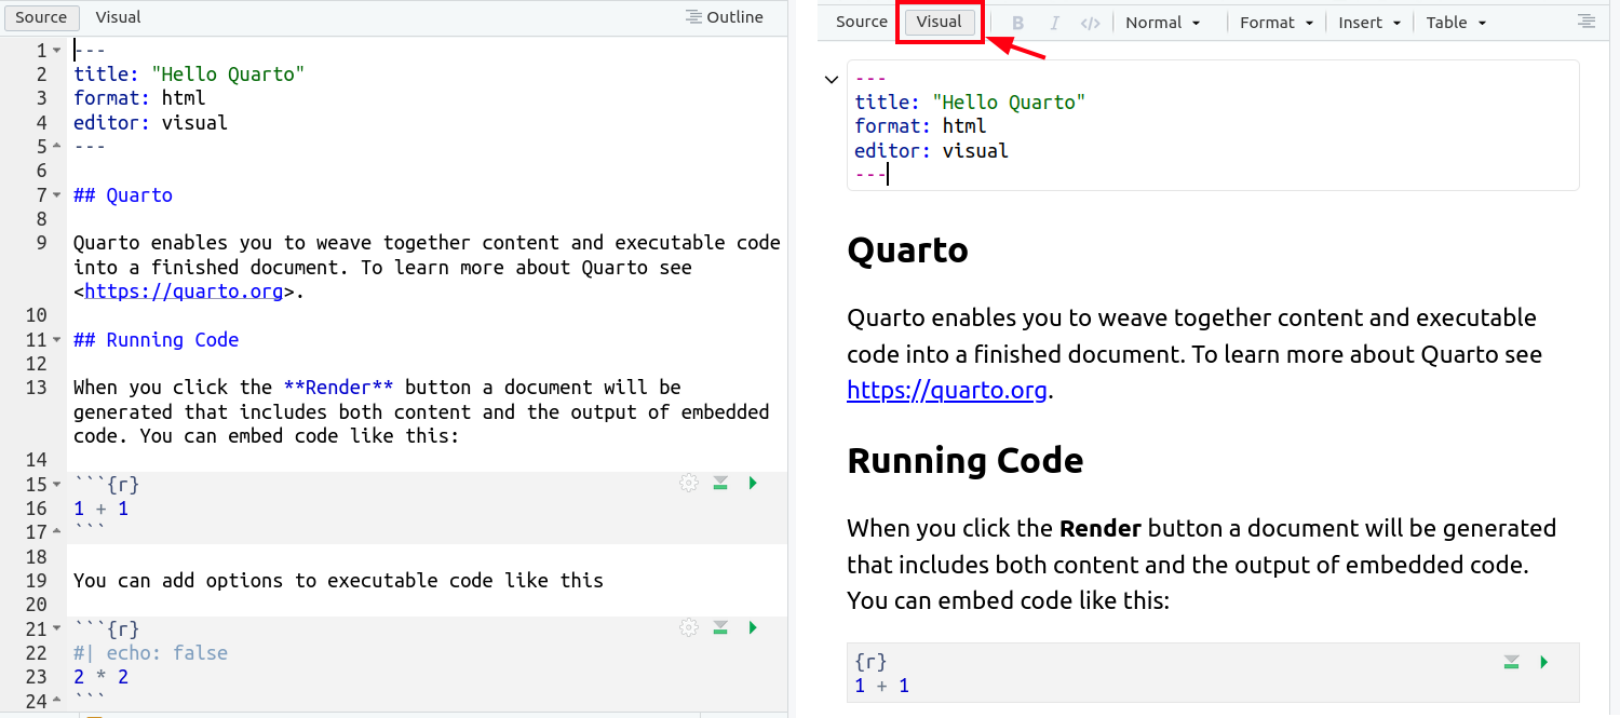 Source Visual Outline
1 ---
2 title: "Hello Quarto"
3 format: html
4 editor: visual
5 ---
6
7 ## Quarto
8
9 Quarto enables you to weave together content and executable code
into a finished document. To learn more about Quarto see
<https://quarto.org>.
10
11 ## Running Code
12
13 When you click the **Render** button a document will be
generated that includes both content and the output of embedded
code. You can embed code like this:
14
15 ```{r}
16 1 + 1
17 ```
18
19 You can add options to executable code like this
20
21 ```{r}
22 #| echo: false
23 2 * 2
24 ```
Source Visual B I </> Normal Format Insert Table
---
title: "Hello Quarto"
format: html
editor: visual
---
Quarto
Quarto enables you to weave together content and executable
code into a finished document. To learn more about Quarto see
https://quarto.org.
Running Code
When you click the Render button a document will be generated
that includes both content and the output of embedded code.
You can embed code like this:
{r}
1 + 1